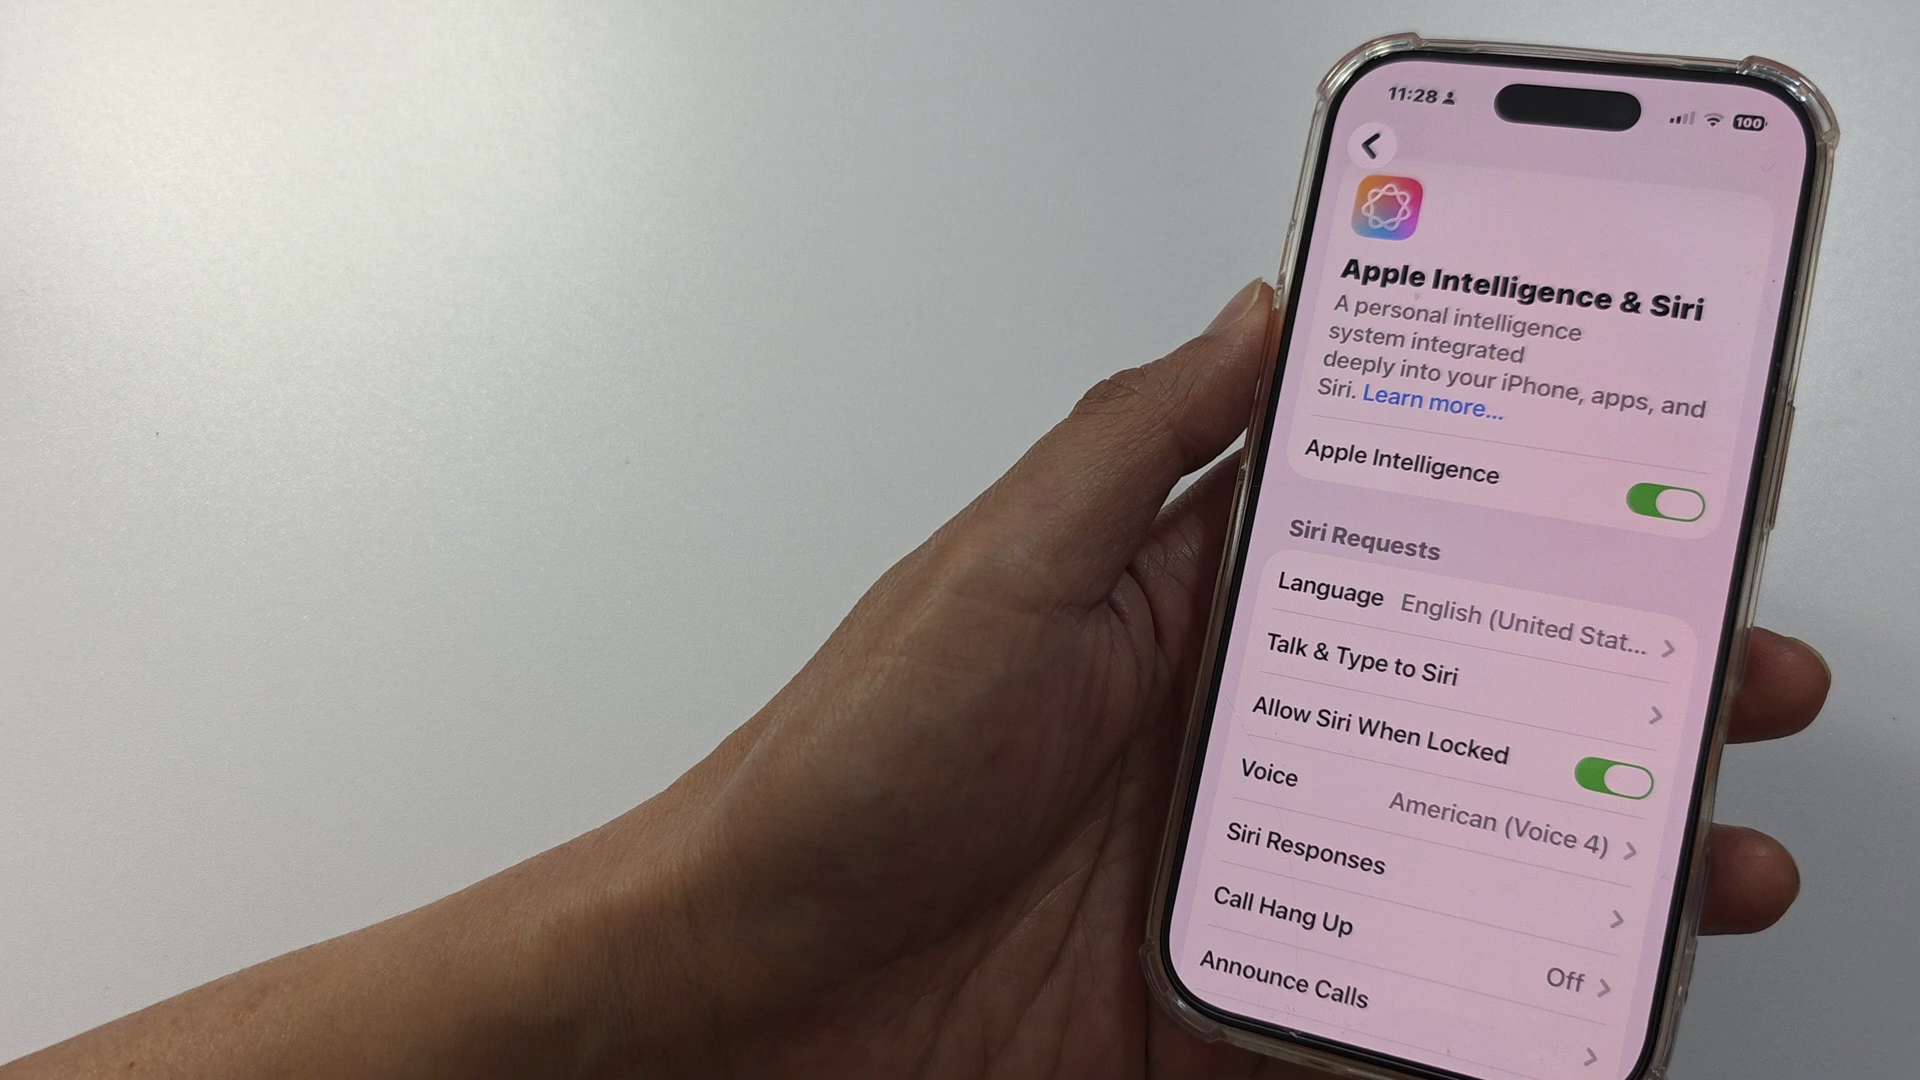 11:28
100
Apple Intelligence & Siri
A personal intelligence
system integrated
deeply into your iPhone, apps, and
Siri. Learn more...
Apple Intelligence
Siri Requests
Language English (United Stat...
Talk & Type to Siri
Allow Siri When Locked
Voice American (Voice 4)
Siri Responses
Call Hang Up Off
Announce Calls